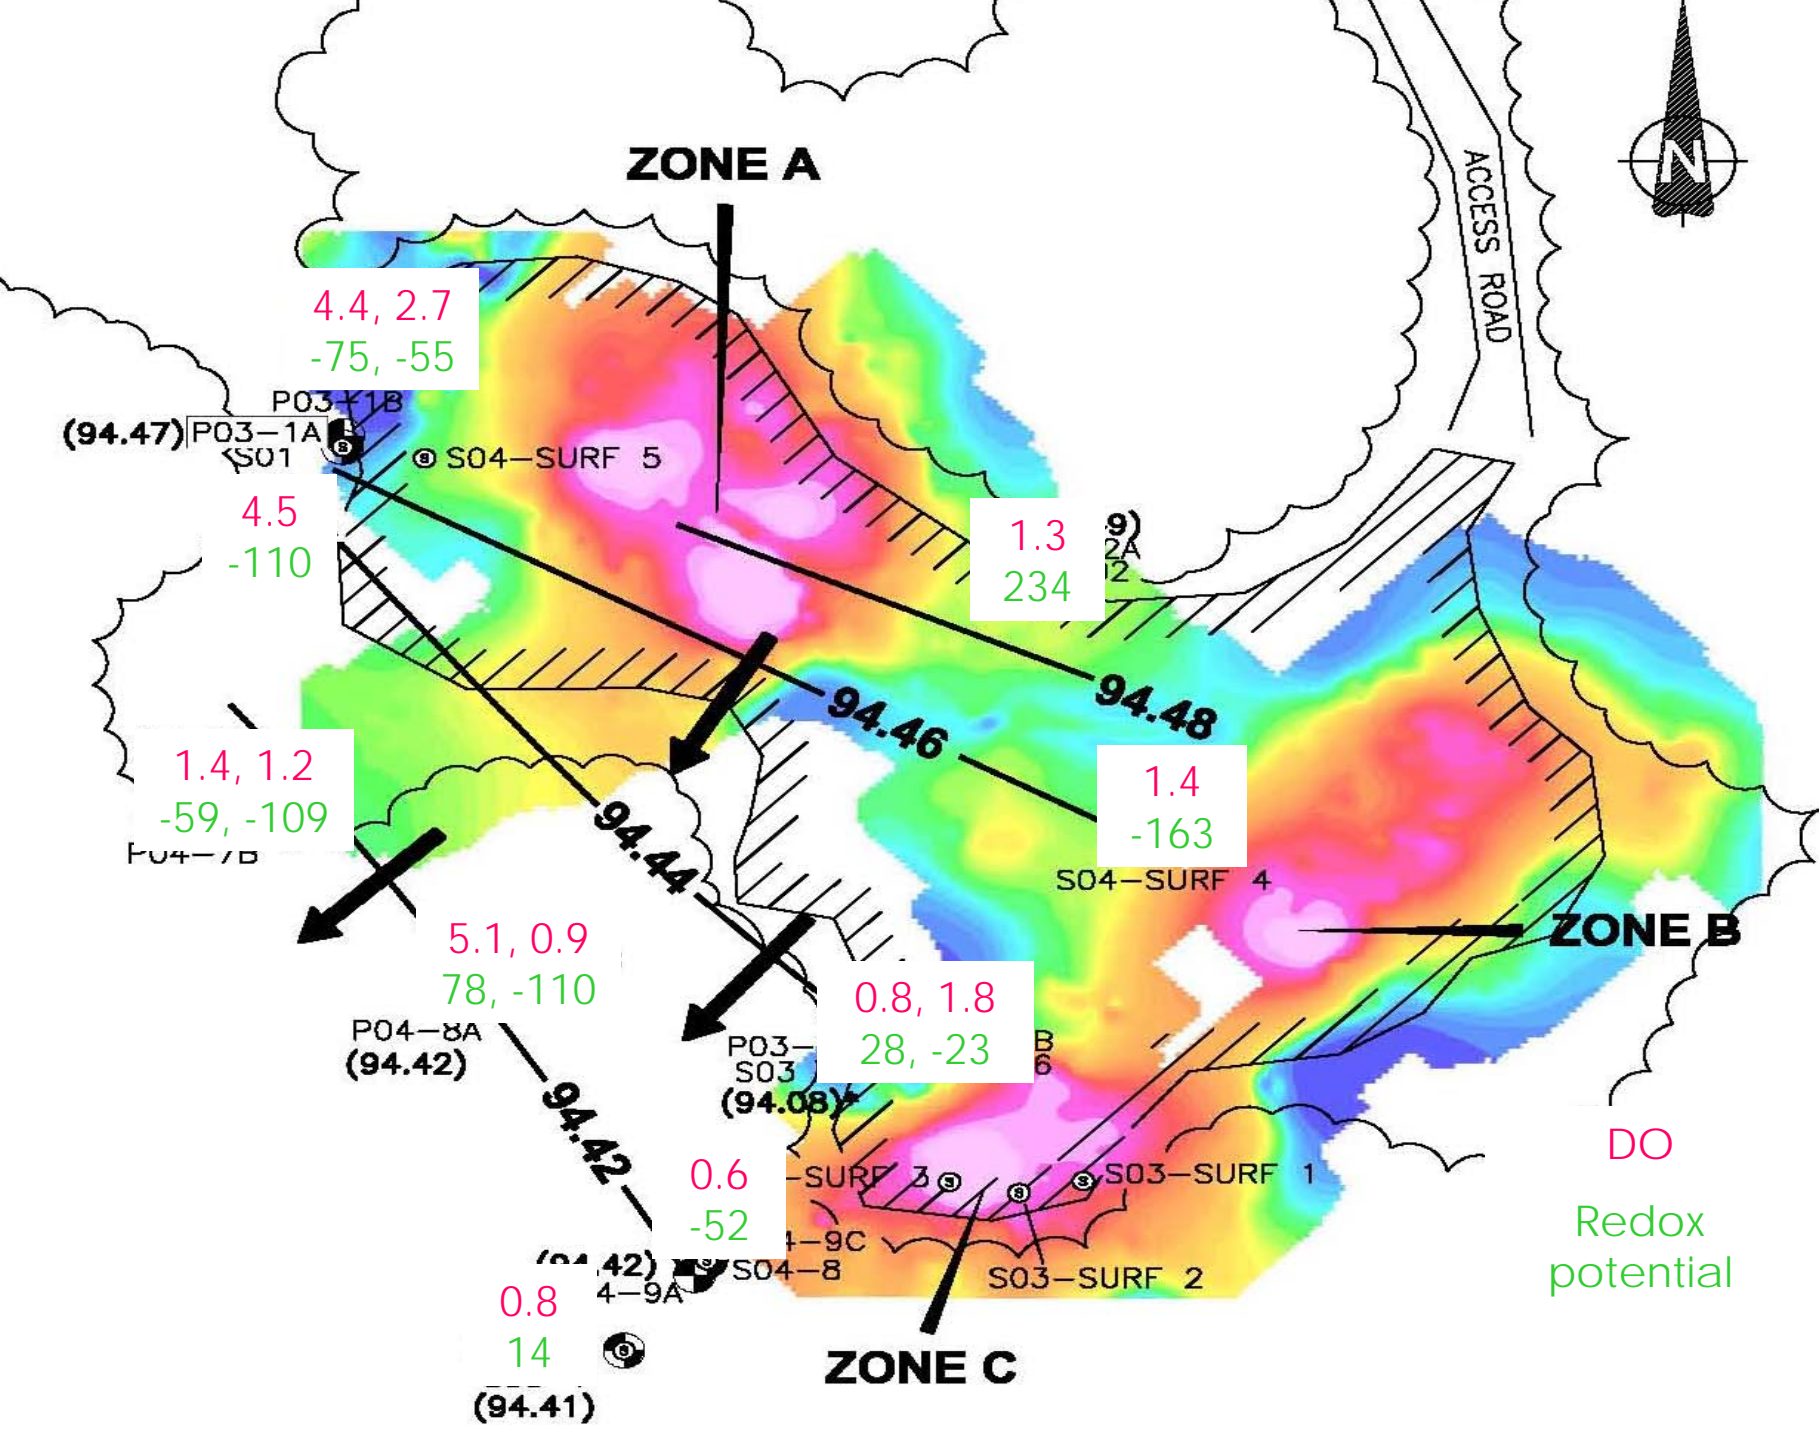 ZONE A
N
ACCESS ROAD
4.4, 2.7
-75, -55
P03-1B
(94.47)
P03-1A
S01
S04-SURF 5
4.5
-110
1.3
234
9)
2A
94.48
94.46
1.4, 1.2
-59, -109
P04-7B
1.4
-163
S04-SURF 4
94.44
ZONE B
5.1, 0.9
78, -110
0.8, 1.8
28, -23
P04-8A
(94.42)
P03-
B
S03
6
(94.08)*
94.42
DO
0.6
-52
-SURF 3
S03-SURF 1
Redox
potential
4-9C
(94.42)
S04-8
S03-SURF 2
4-9A
0.8
14
ZONE C
(94.41)